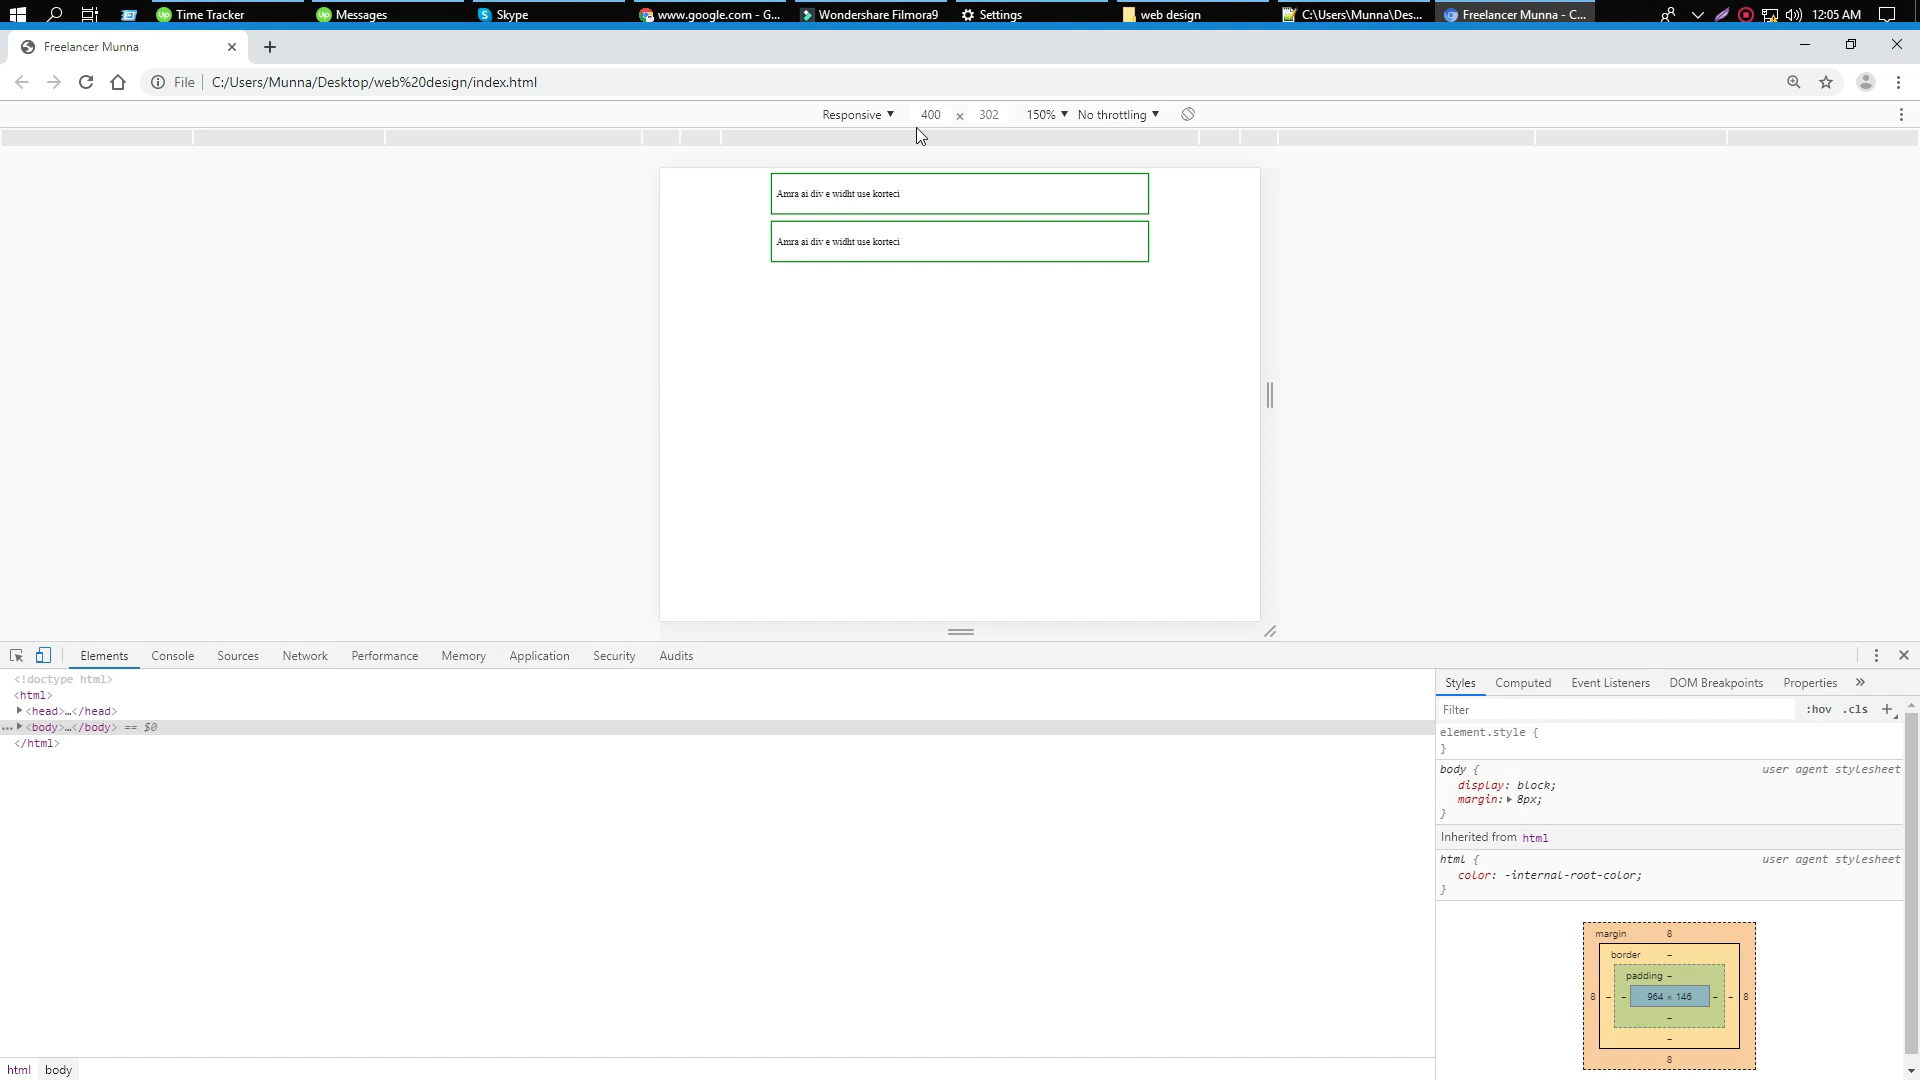 Time Tracker
Messages
Skype
www.google.com - G...
Wondershare Filmora9
Settings
web design
C:\Users\Munna\Des...
Freelancer Munna - C...
12:05 AM
Freelancer Munna
File
C:/Users/Munna/Desktop/web%20design/index.html
Responsive ▼ 400 × 302 150% ▼ No throttling ▼
Amra ai div e widht use korteci
Amra ai div e widht use korteci
Elements Console Sources Network Performance Memory Application Security Audits
<!doctype html>
<html>
▶<head>…</head>
…▶<body>…</body> == $0
</html>
html body
Styles Computed Event Listeners DOM Breakpoints Properties »
Filter :hov .cls +
element.style {
}
body { user agent stylesheet
display: block;
margin:▶ 8px;
}
Inherited from html
html { user agent stylesheet
color: -internal-root-color;
}
margin 8
border –
padding –
8 – – 964 × 146 – – 8
–
–
8